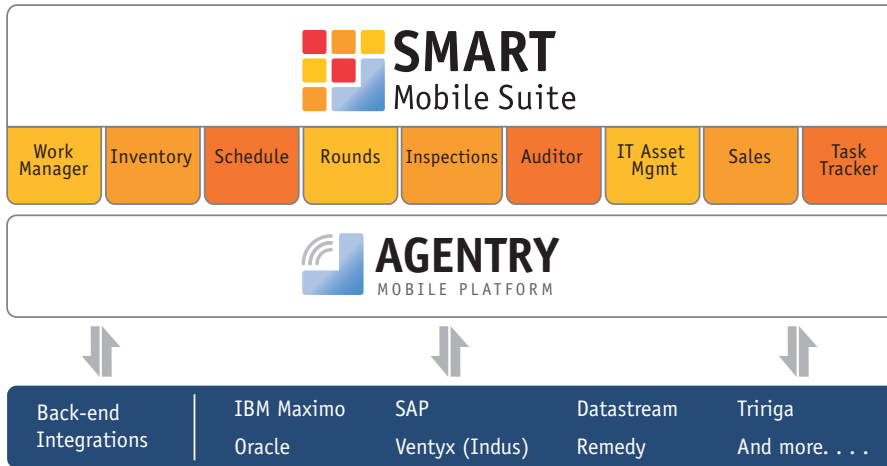 SMART
Mobile Suite
Work
Manager
Inventory
Schedule
Rounds
Inspections
Auditor
IT Asset
Mgmt
Sales
Task
Tracker
AGENTRY
MOBILE PLATFORM
Back-end
Integrations
IBM Maximo
SAP
Datastream
Tririga
Oracle
Ventyx (Indus)
Remedy
And more. . . .